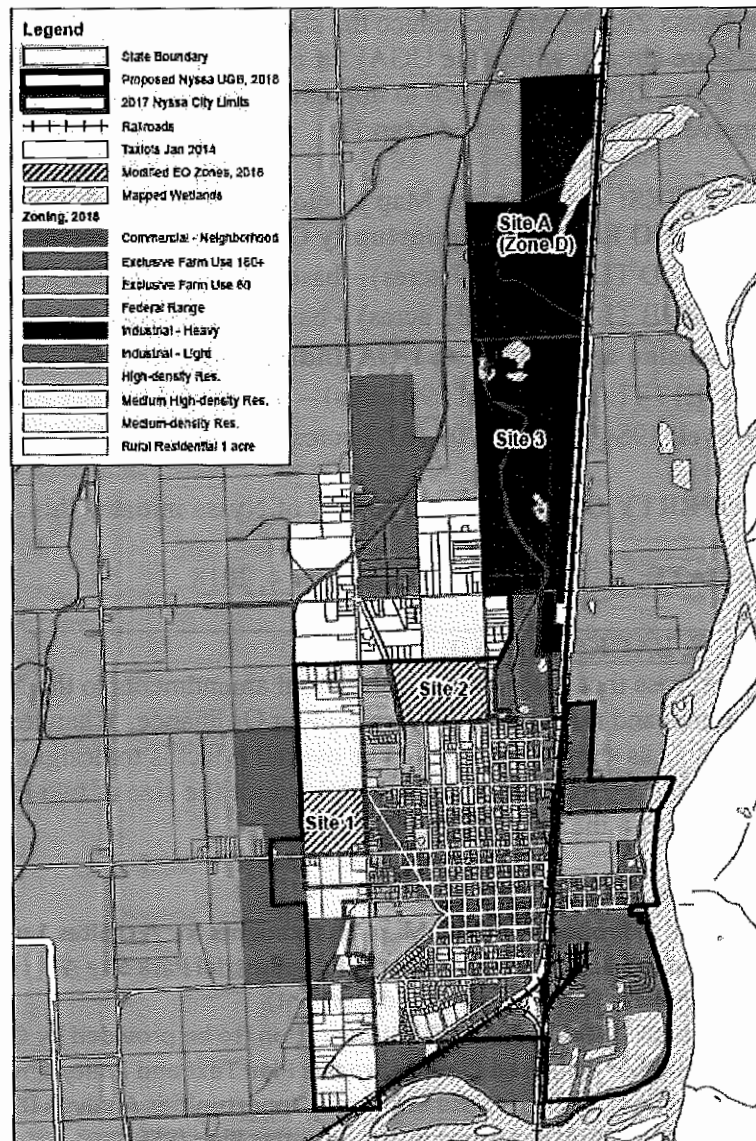 Legend
State Boundary
Proposed Nyssa UGB, 2018
2017 Nyssa City Limits
Railroads
Taxlots Jan 2014
Modified EO Zones, 2018
Mapped Wetlands
Zoning, 2018
Commercial - Neighborhood
Exclusive Farm Use 160+
Exclusive Farm Use 80
Federal Range
Industrial - Heavy
Industrial - Light
High-density Res.
Medium High-density Res.
Medium-density Res.
Rural Residential 1 acre
Site A
(Zone D)
Site 3
Site 2
Site 1